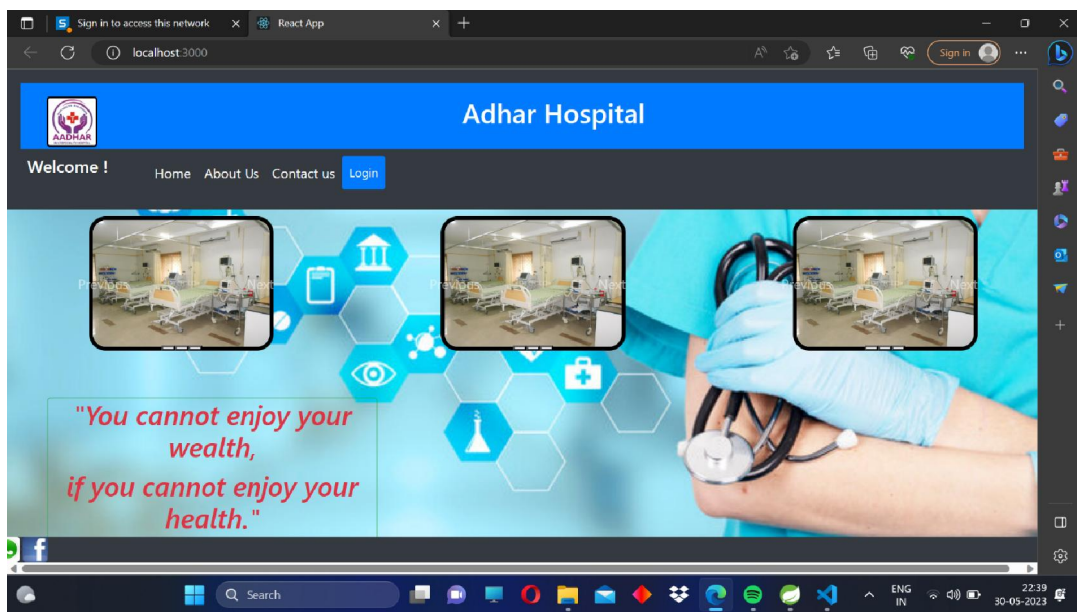 Sign in to access this network
React App
localhost:3000
Sign in
Adhar Hospital
AADHAR
Welcome !
Home About Us Contact us Login
Previous Next Previous Next Previous Next
"You cannot enjoy your
wealth,
if you cannot enjoy your
health."
Search
ENG
IN
22:39
30-05-2023